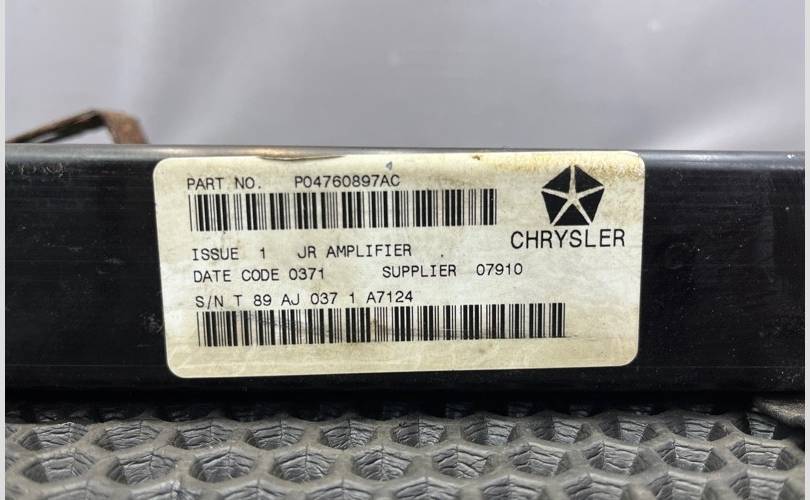 PART NO. P04760897AC
CHRYSLER
ISSUE 1 JR AMPLIFIER
DATE CODE 0371 SUPPLIER 07910
S/N T 89 AJ 037 1 A7124